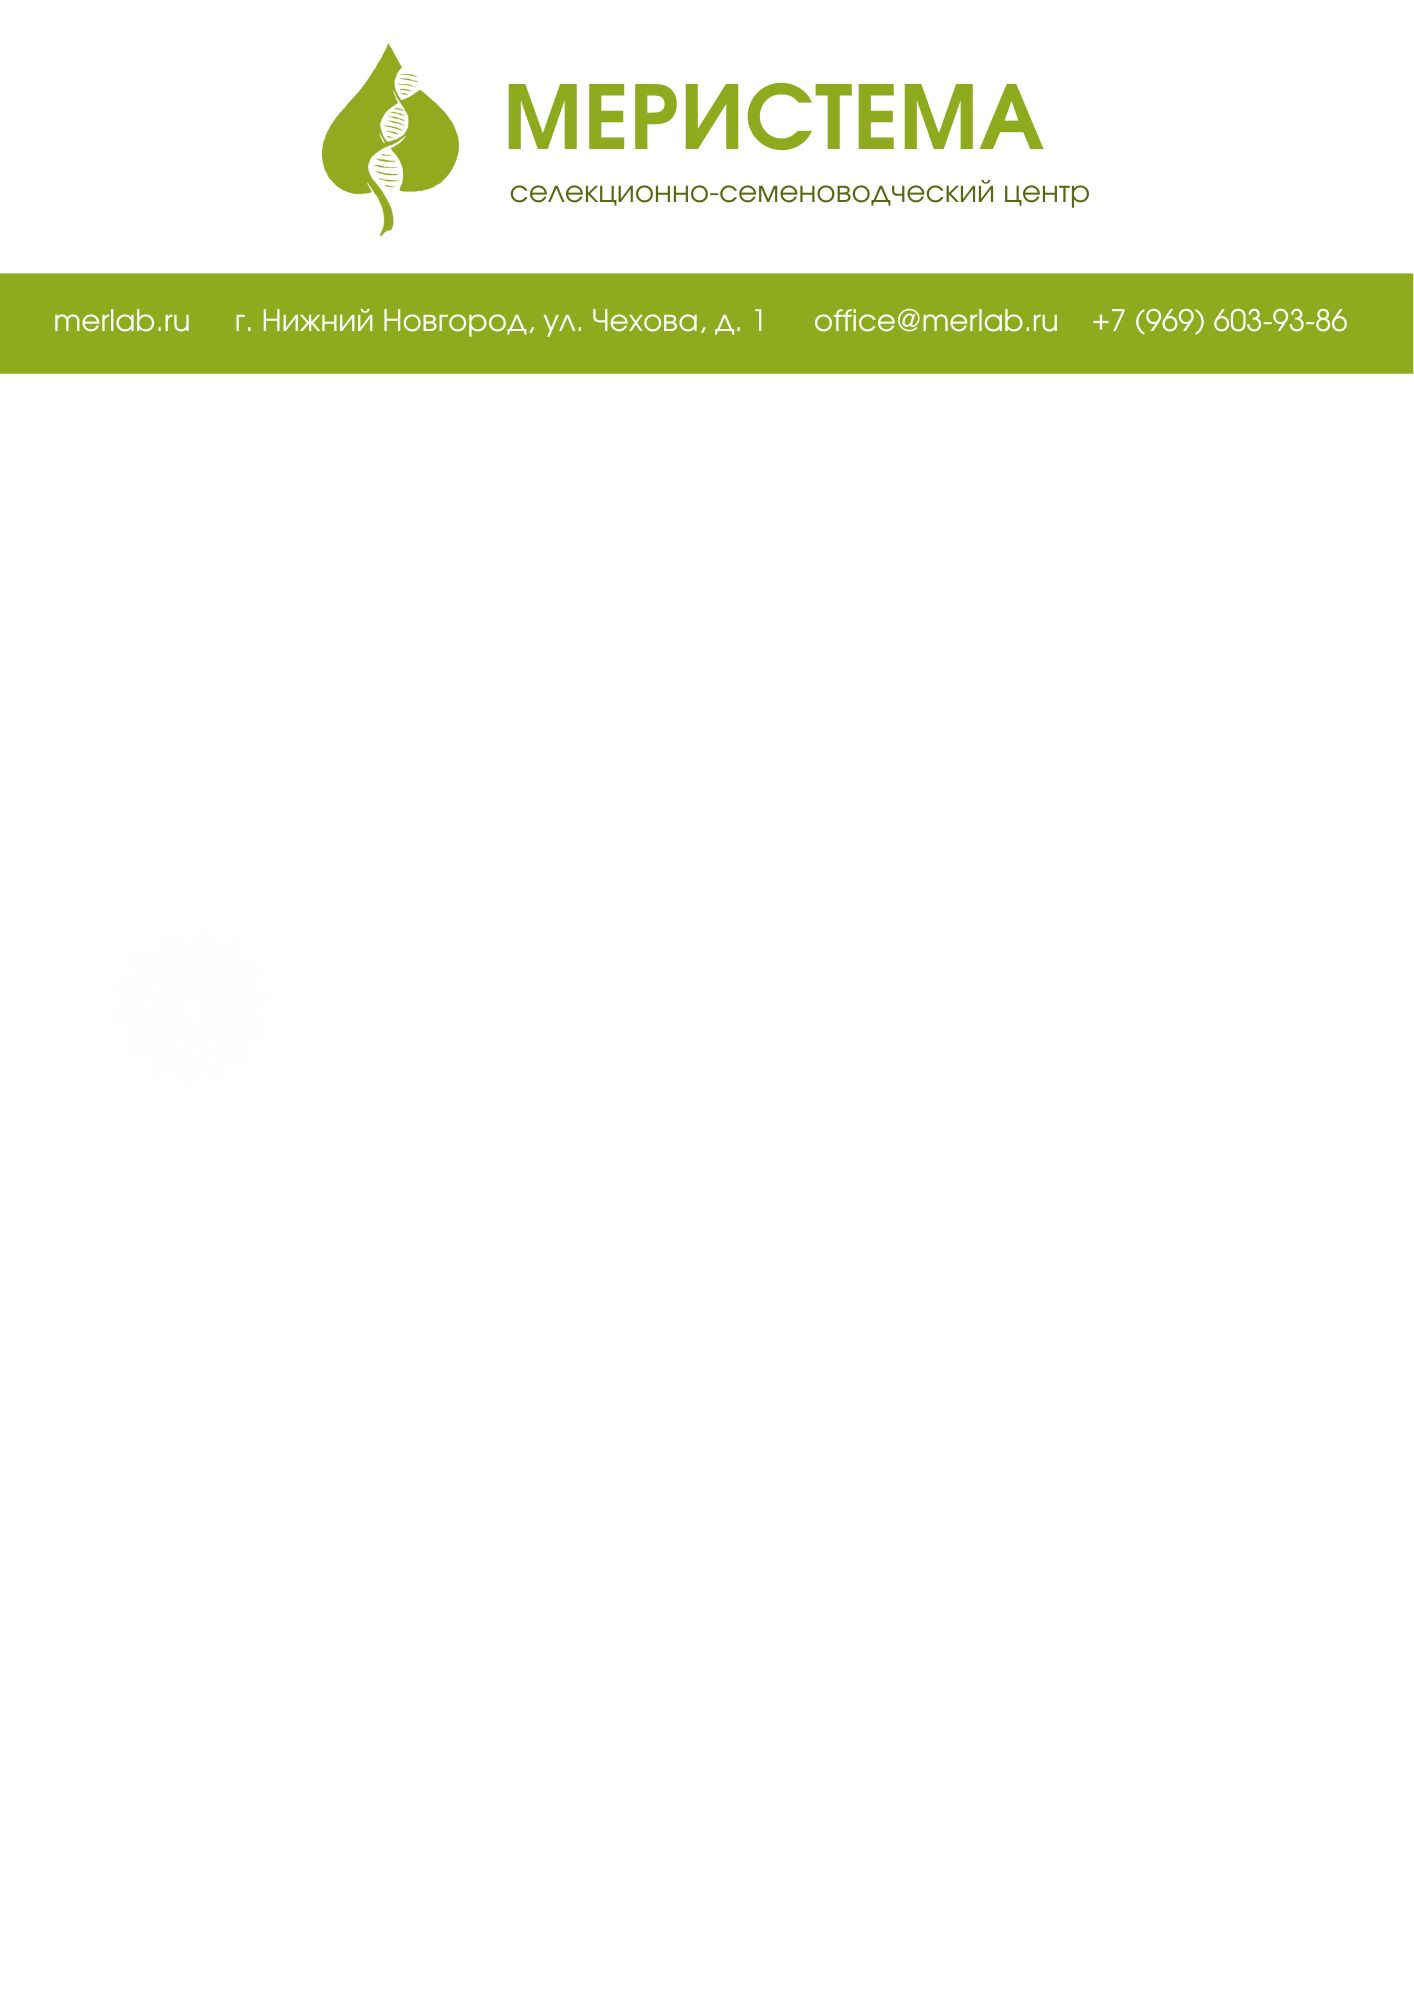 МЕРИСТЕМА
селекционно-семеноводческий центр
merlab.ru г. Нижний Новгород, ул. Чехова, д. 1 office@merlab.ru +7 (969) 603-93-86